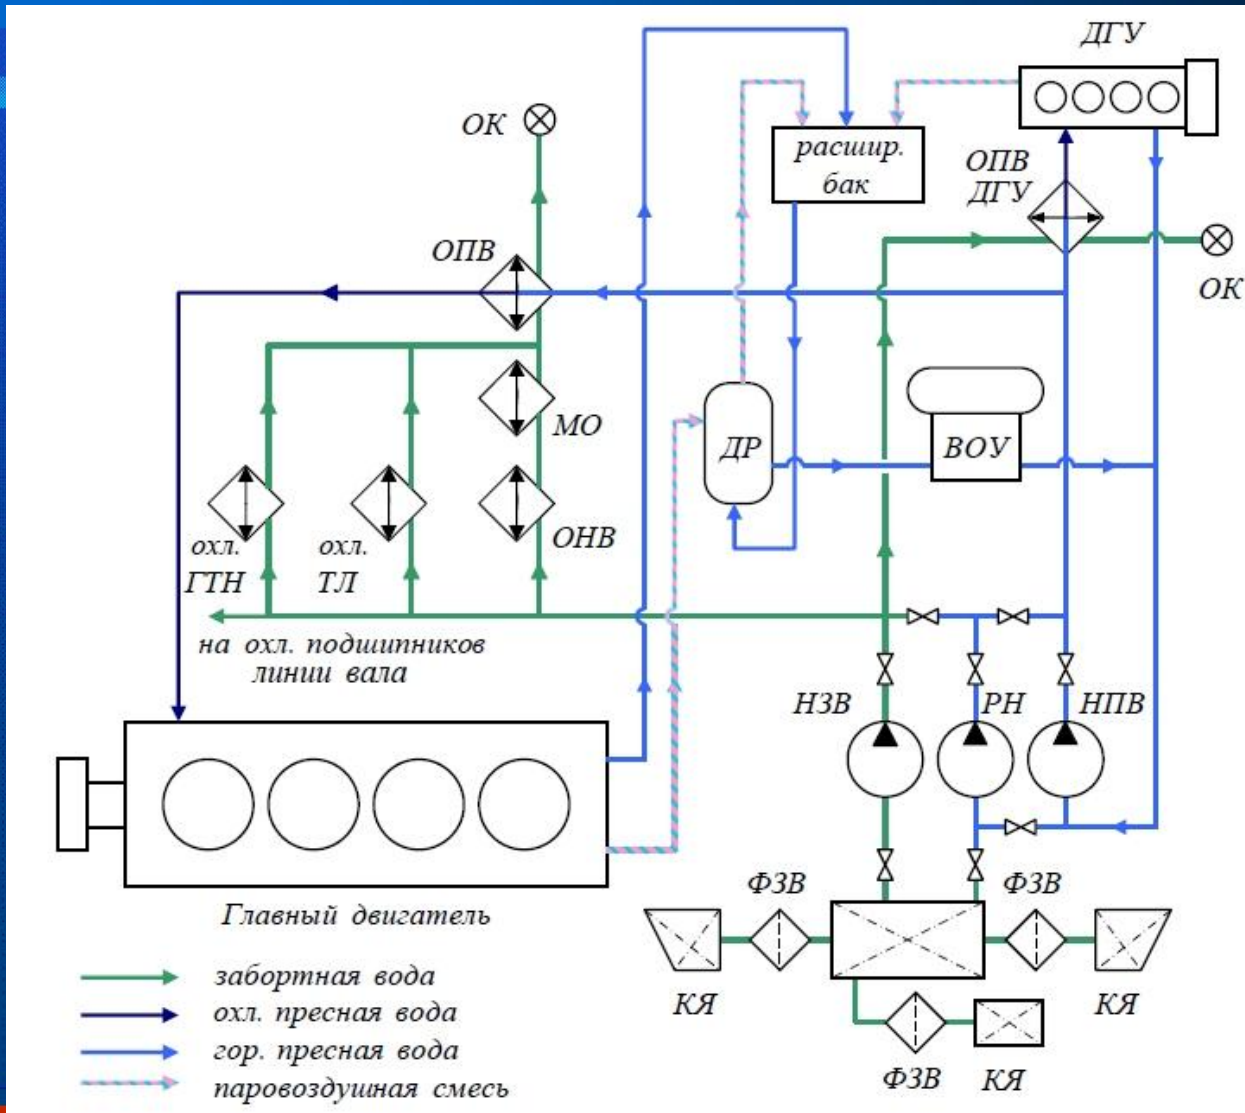 ДГУ
ОК
расшир.
бак
ОПВ
ДГУ
ОПВ
ОК
МО
ДР
ВОУ
ОНВ
охл.
ГТН
охл.
ТЛ
на охл. подшипников
линии вала
НЗВ
РН
НПВ
ФЗВ
ФЗВ
Главный двигатель
забортная вода
КЯ
КЯ
охл. пресная вода
гор. пресная вода
ФЗВ
КЯ
паровоздушная смесь